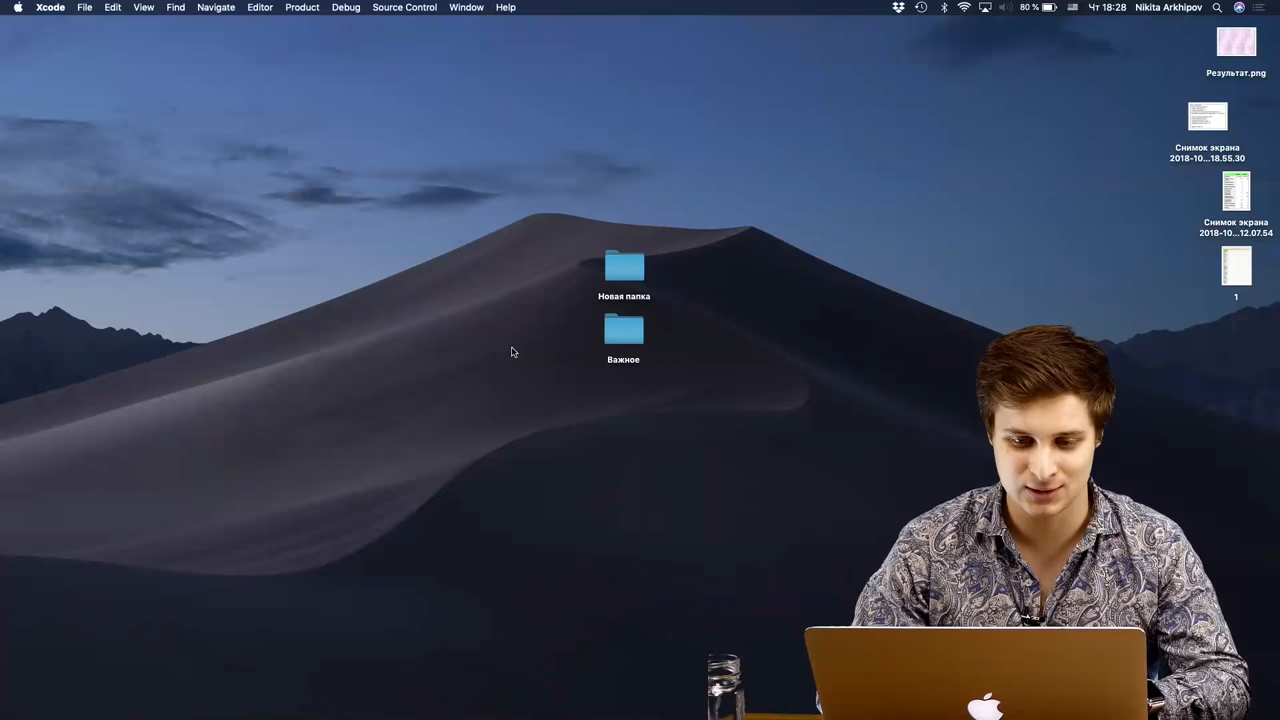 Xcode File Edit View Find Navigate Editor Product Debug Source Control Window Help 80 % Чт 18:28 Nikita Arkhipov
Результат.png
Снимок экрана
2018-10...18.55.30
Снимок экрана
2018-10...12.07.54
Новая папка
1
Важное